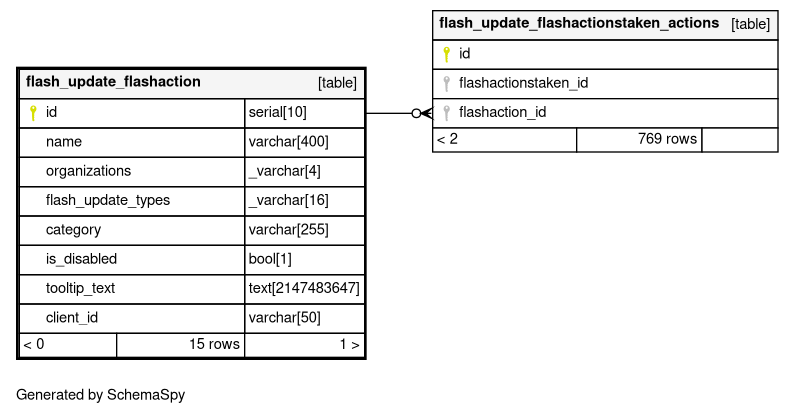 flash_update_flashactionstaken_actions [table]
id
flashactionstaken_id
flashaction_id
< 2 769 rows
flash_update_flashaction [table]
id serial[10]
name varchar[400]
organizations _varchar[4]
flash_update_types _varchar[16]
category varchar[255]
is_disabled bool[1]
tooltip_text text[2147483647]
client_id varchar[50]
< 0 15 rows 1 >
Generated by SchemaSpy